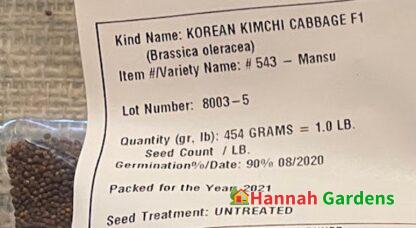 Kind Name: KOREAN KIMCHI CABBAGE F1
(Brassica oleracea)
Item #/Variety Name: # 543 – Mansu
Lot Number: 8003-5
Quantity (gr, lb): 454 GRAMS = 1.0 LB.
Seed Count / LB.
Germination%/Date: 90% 08/2020
Packed for the Year 2021
Hannah Gardens
Seed Treatment: UNTREATED